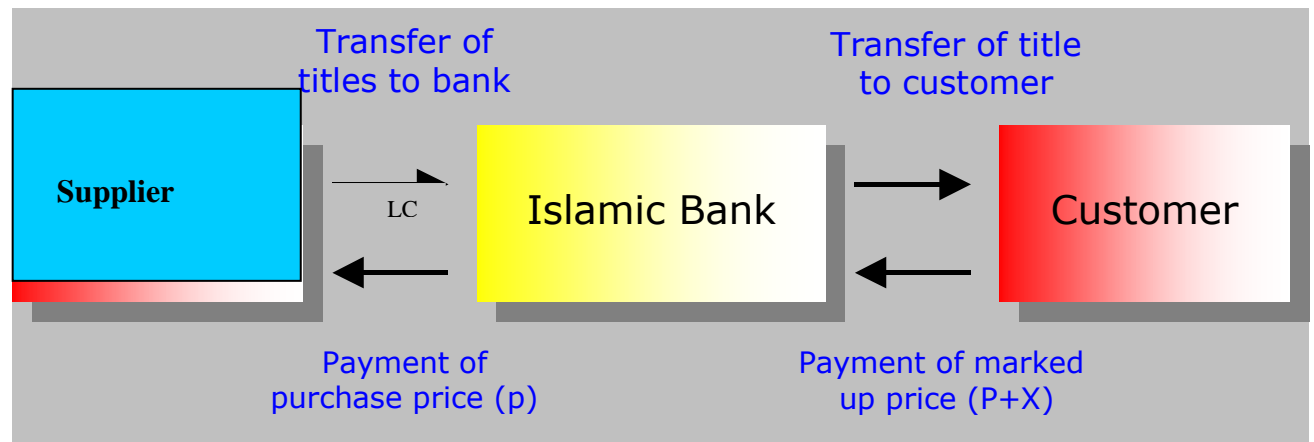 Transfer of
titles to bank
Transfer of title
to customer
Supplier
LC
Islamic Bank
Customer
Payment of
purchase price (p)
Payment of marked
up price (P+X)